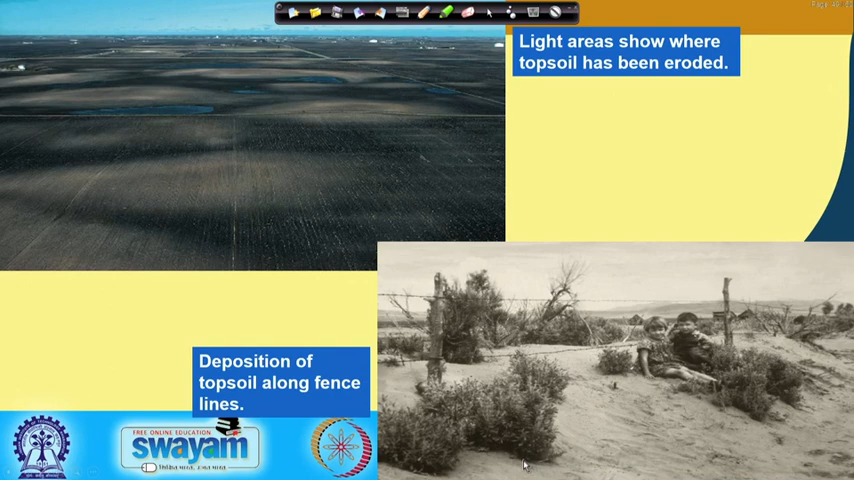 Light areas show where
topsoil has been eroded.
Deposition of
topsoil along fence
lines.
FREE ONLINE EDUCATION
swayam